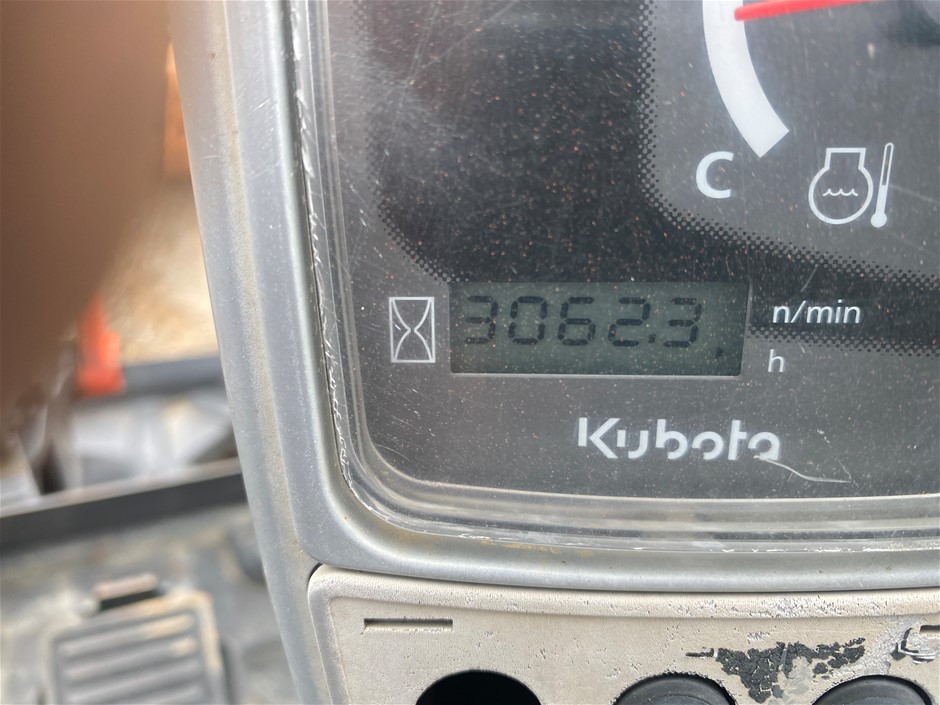 C
3062.3 n/min
h
Kubota